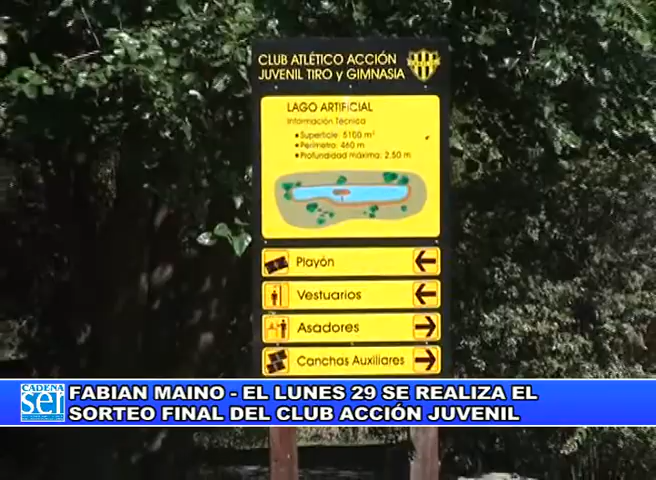 CLUB ATLÉTICO ACCIÓN
JUVENIL TIRO y GIMNASIA
LAGO ARTIFICIAL
Información Técnica
•Superficie: 5100 m²
•Perímetro: 460 m
•Profundidad máxima: 2.50 m
Playón
Vestuarios
Asadores
Canchas Auxiliares
CADENA
ser
FABIAN MAINO - EL LUNES 29 SE REALIZA EL
SORTEO FINAL DEL CLUB ACCIÓN JUVENIL